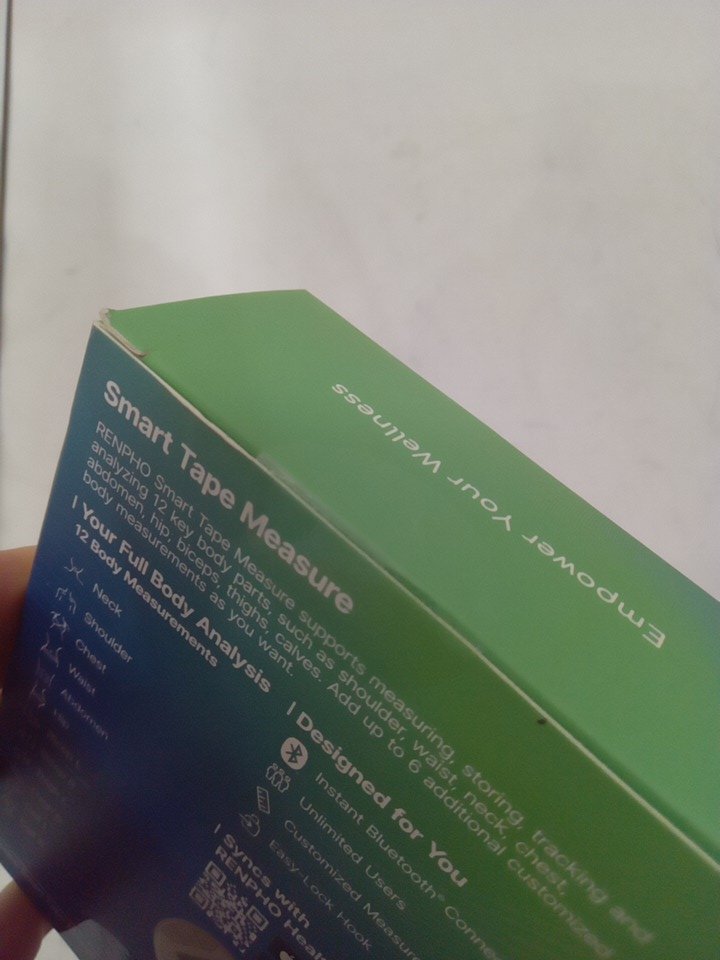 Empower Your Wellness
Smart Tape Measure
RENPHO Smart Tape Measure supports measuring, storing, tracking and
analyzing 12 key body parts, such as shoulder, waist, neck, chest,
abdomen, hip, biceps, thighs, calves. Add up to 6 additional customized
body measurements as you want.
| Your Full Body Analysis
12 Body Measurements
Neck
Shoulder
Chest
Waist
Abdomen
Hip
| Designed for You
Instant Bluetooth®
Unlimited Users
Customized
Easy-Lock Hook
| Syncs with
RENPHO